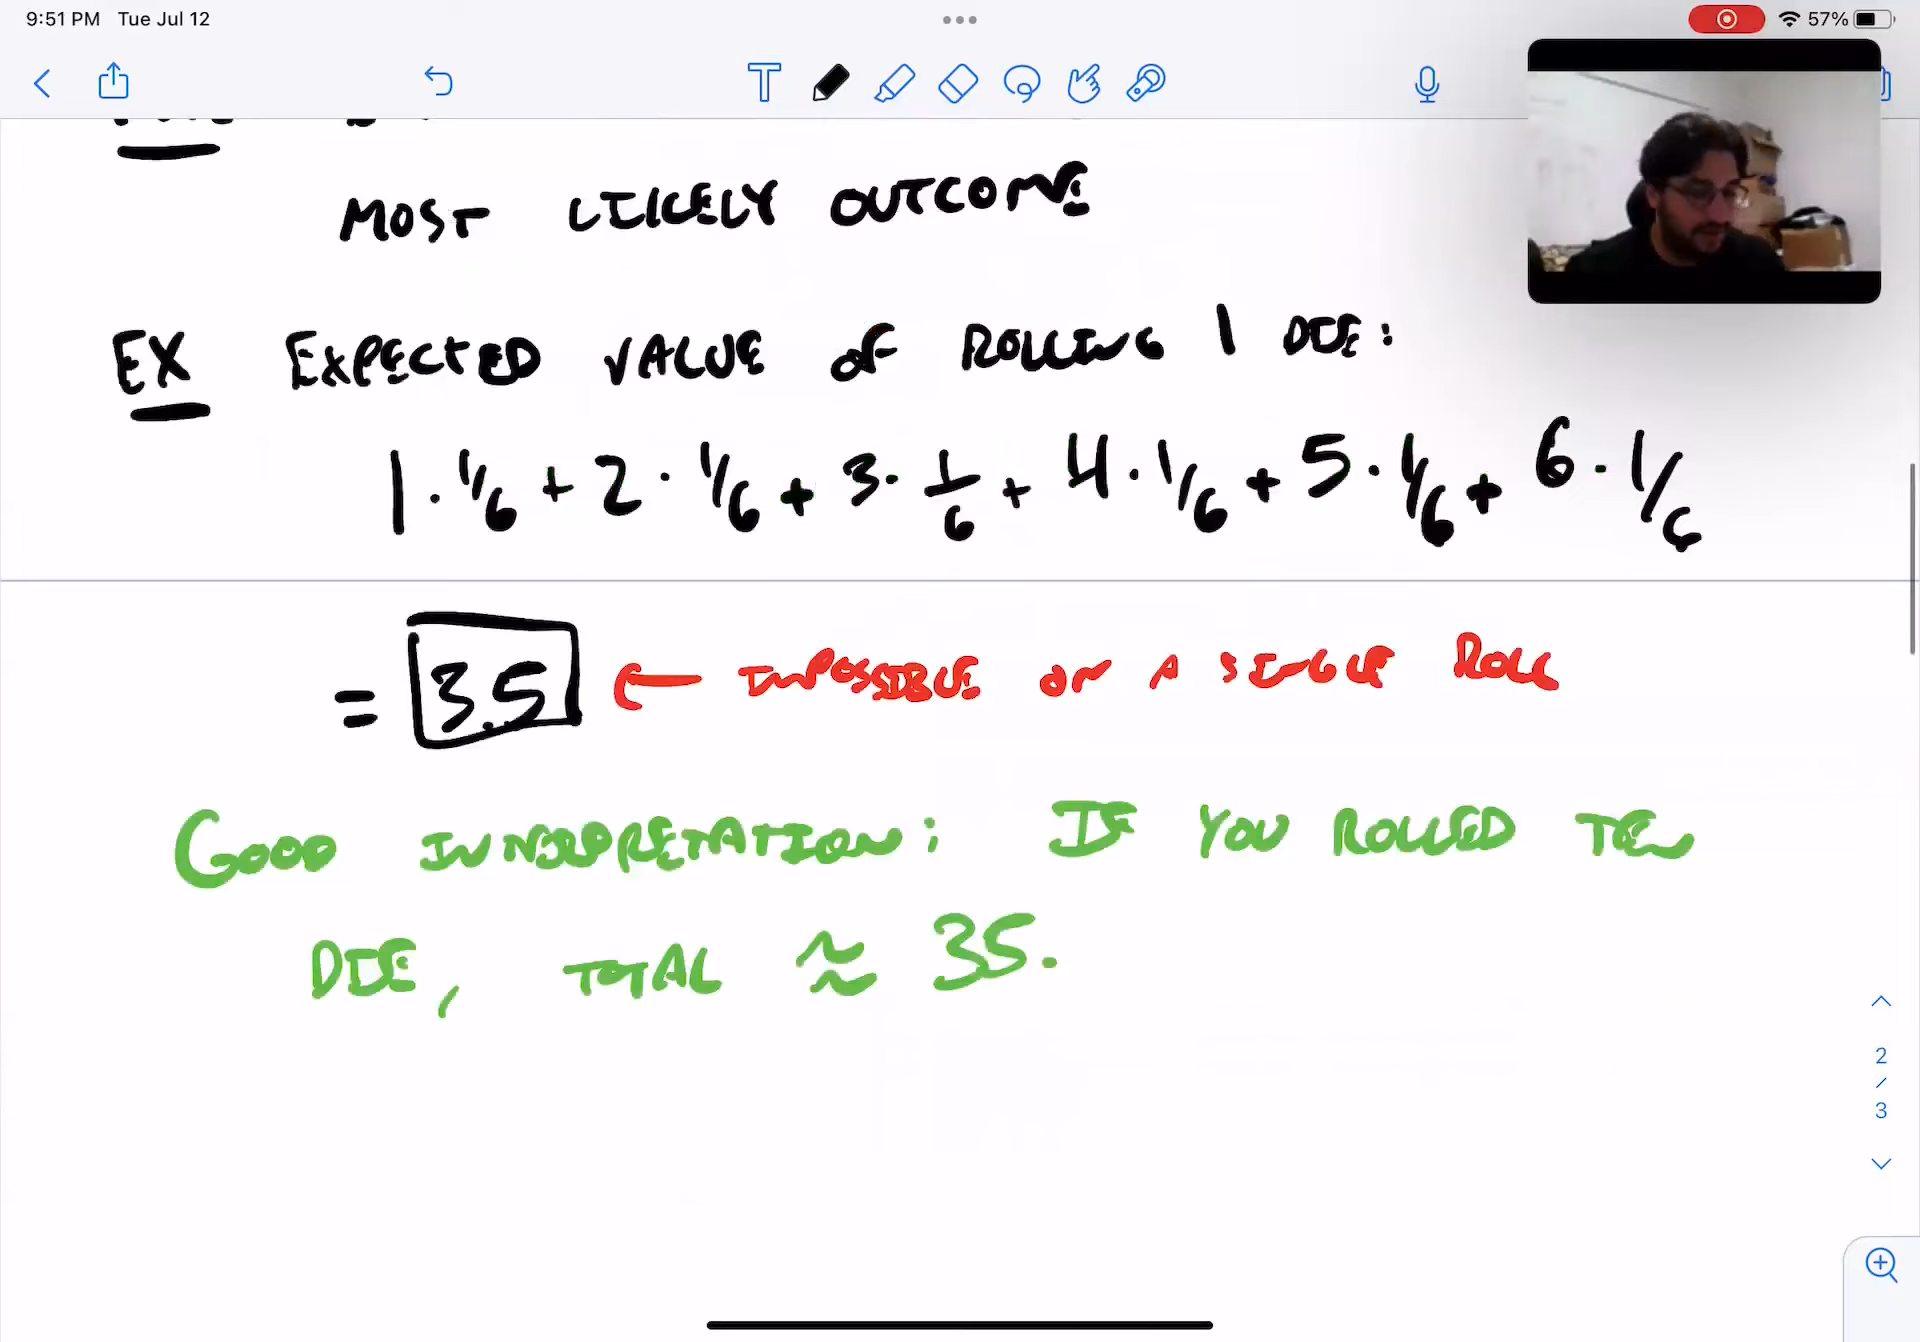 9:51 PM Tue Jul 12
57%
MOST LIKELY OUTCOME
EX EXPECTED VALUE OF ROLLING 1 DIE:
1 · 1/6 + 2 · 1/6 + 3 · 1/6 + 4 · 1/6 + 5 · 1/6 + 6 · 1/6
= 3.5 ← IMPOSSIBLE ON A SINGLE ROLL
GOOD INTERPRETATION: IF YOU ROLLED TEN
DIE, TOTAL ≈ 35.
2
/
3